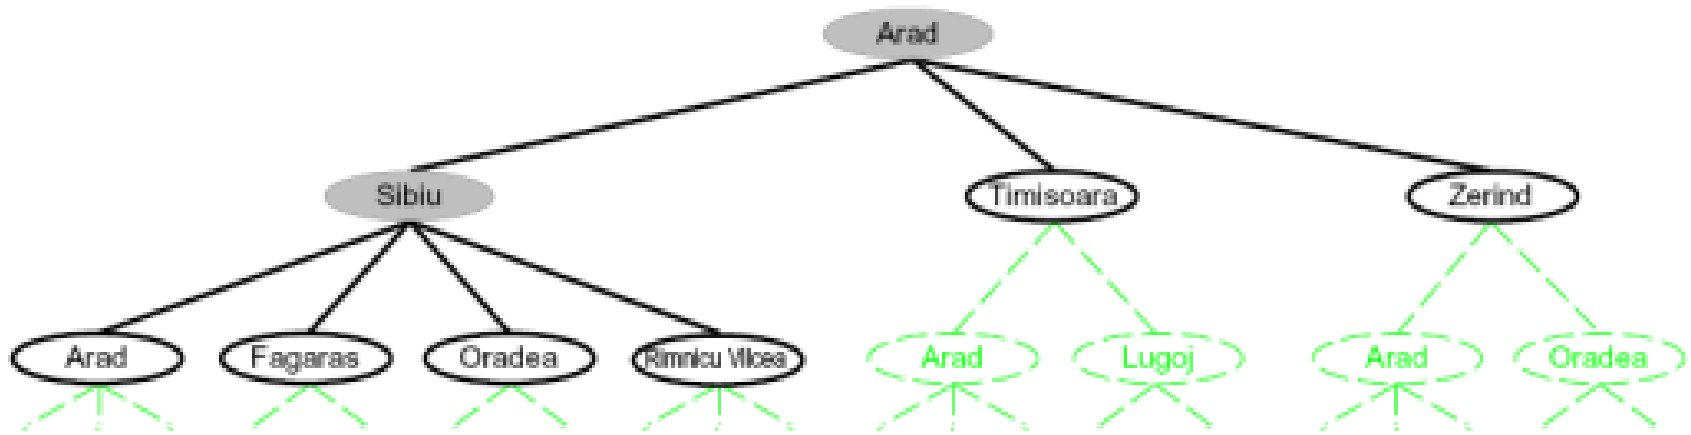 Arad
Sibiu
Timisoara
Zerind
Arad
Fagaras
Oradea
Rimnicu Vilcea
Arad
Lugoj
Arad
Oradea